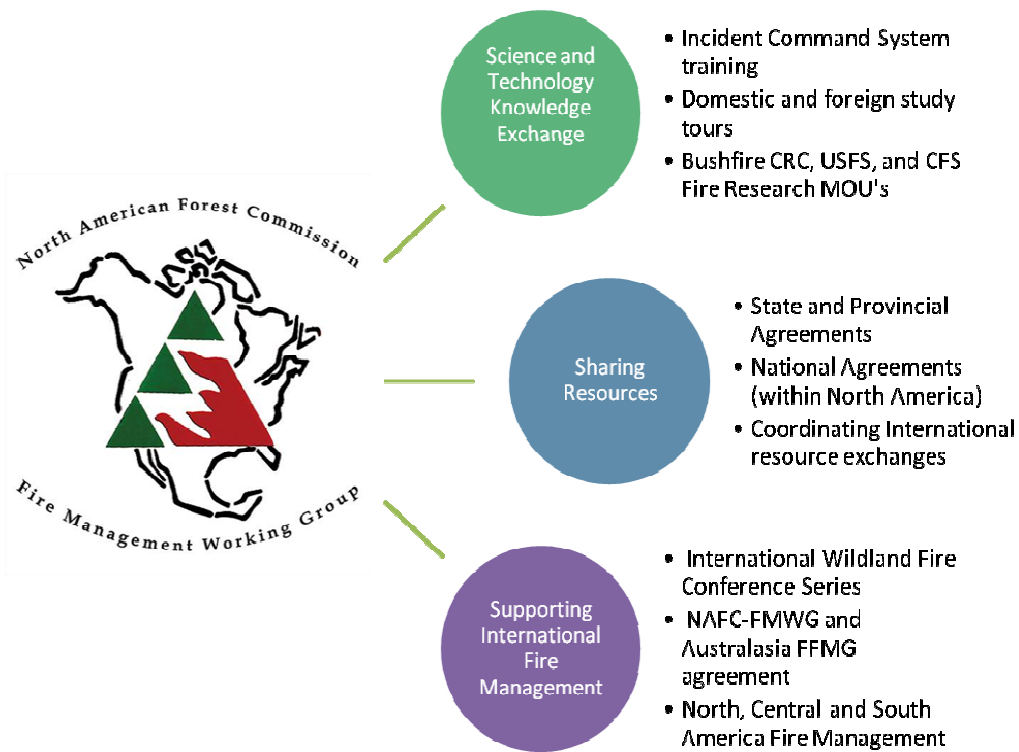 North American Forest Commission
Fire Management Working Group
Science and
Technology
Knowledge
Exchange
• Incident Command System
training
• Domestic and foreign study
tours
• Bushfire CRC, USFS, and CFS
Fire Research MOU's
Sharing
Resources
• State and Provincial
Agreements
• National Agreements
(within North America)
• Coordinating International
resource exchanges
Supporting
International
Fire
Management
• International Wildland Fire
Conference Series
• NAFC-FMWG and
Australasia FFMG
agreement
• North, Central and South
America Fire Management